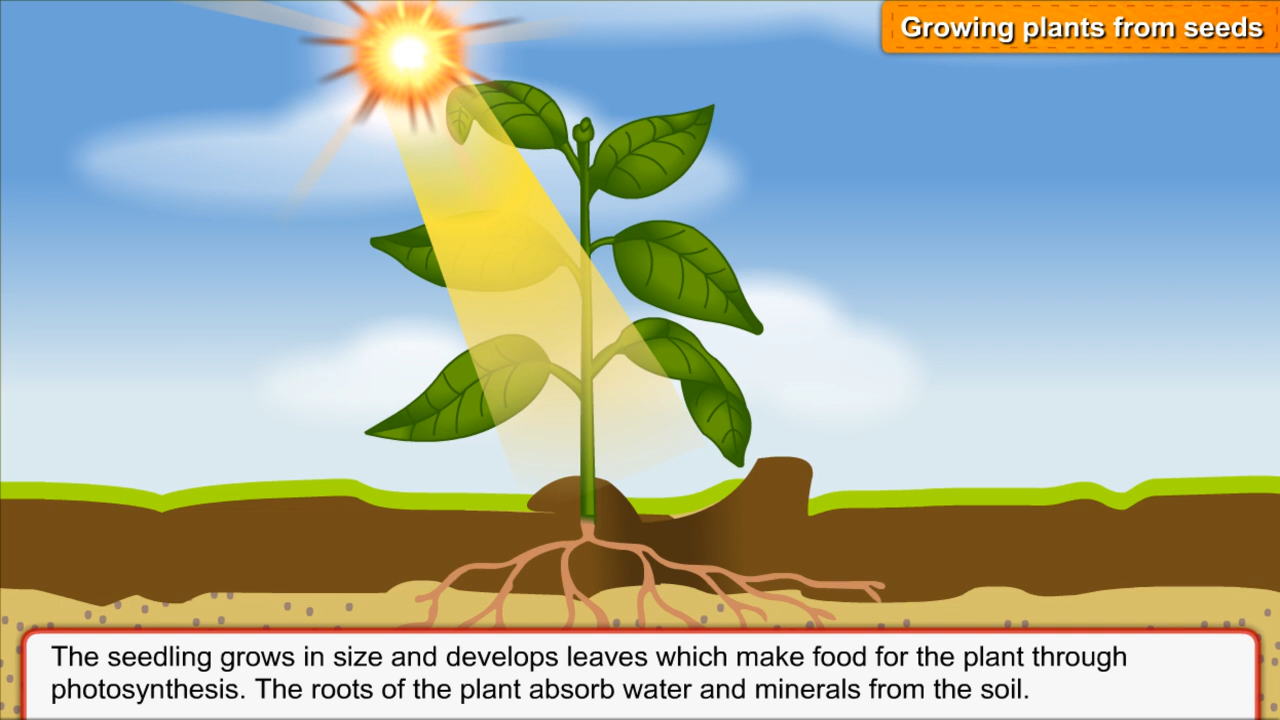 Growing plants from seeds
The seedling grows in size and develops leaves which make food for the plant through
photosynthesis. The roots of the plant absorb water and minerals from the soil.